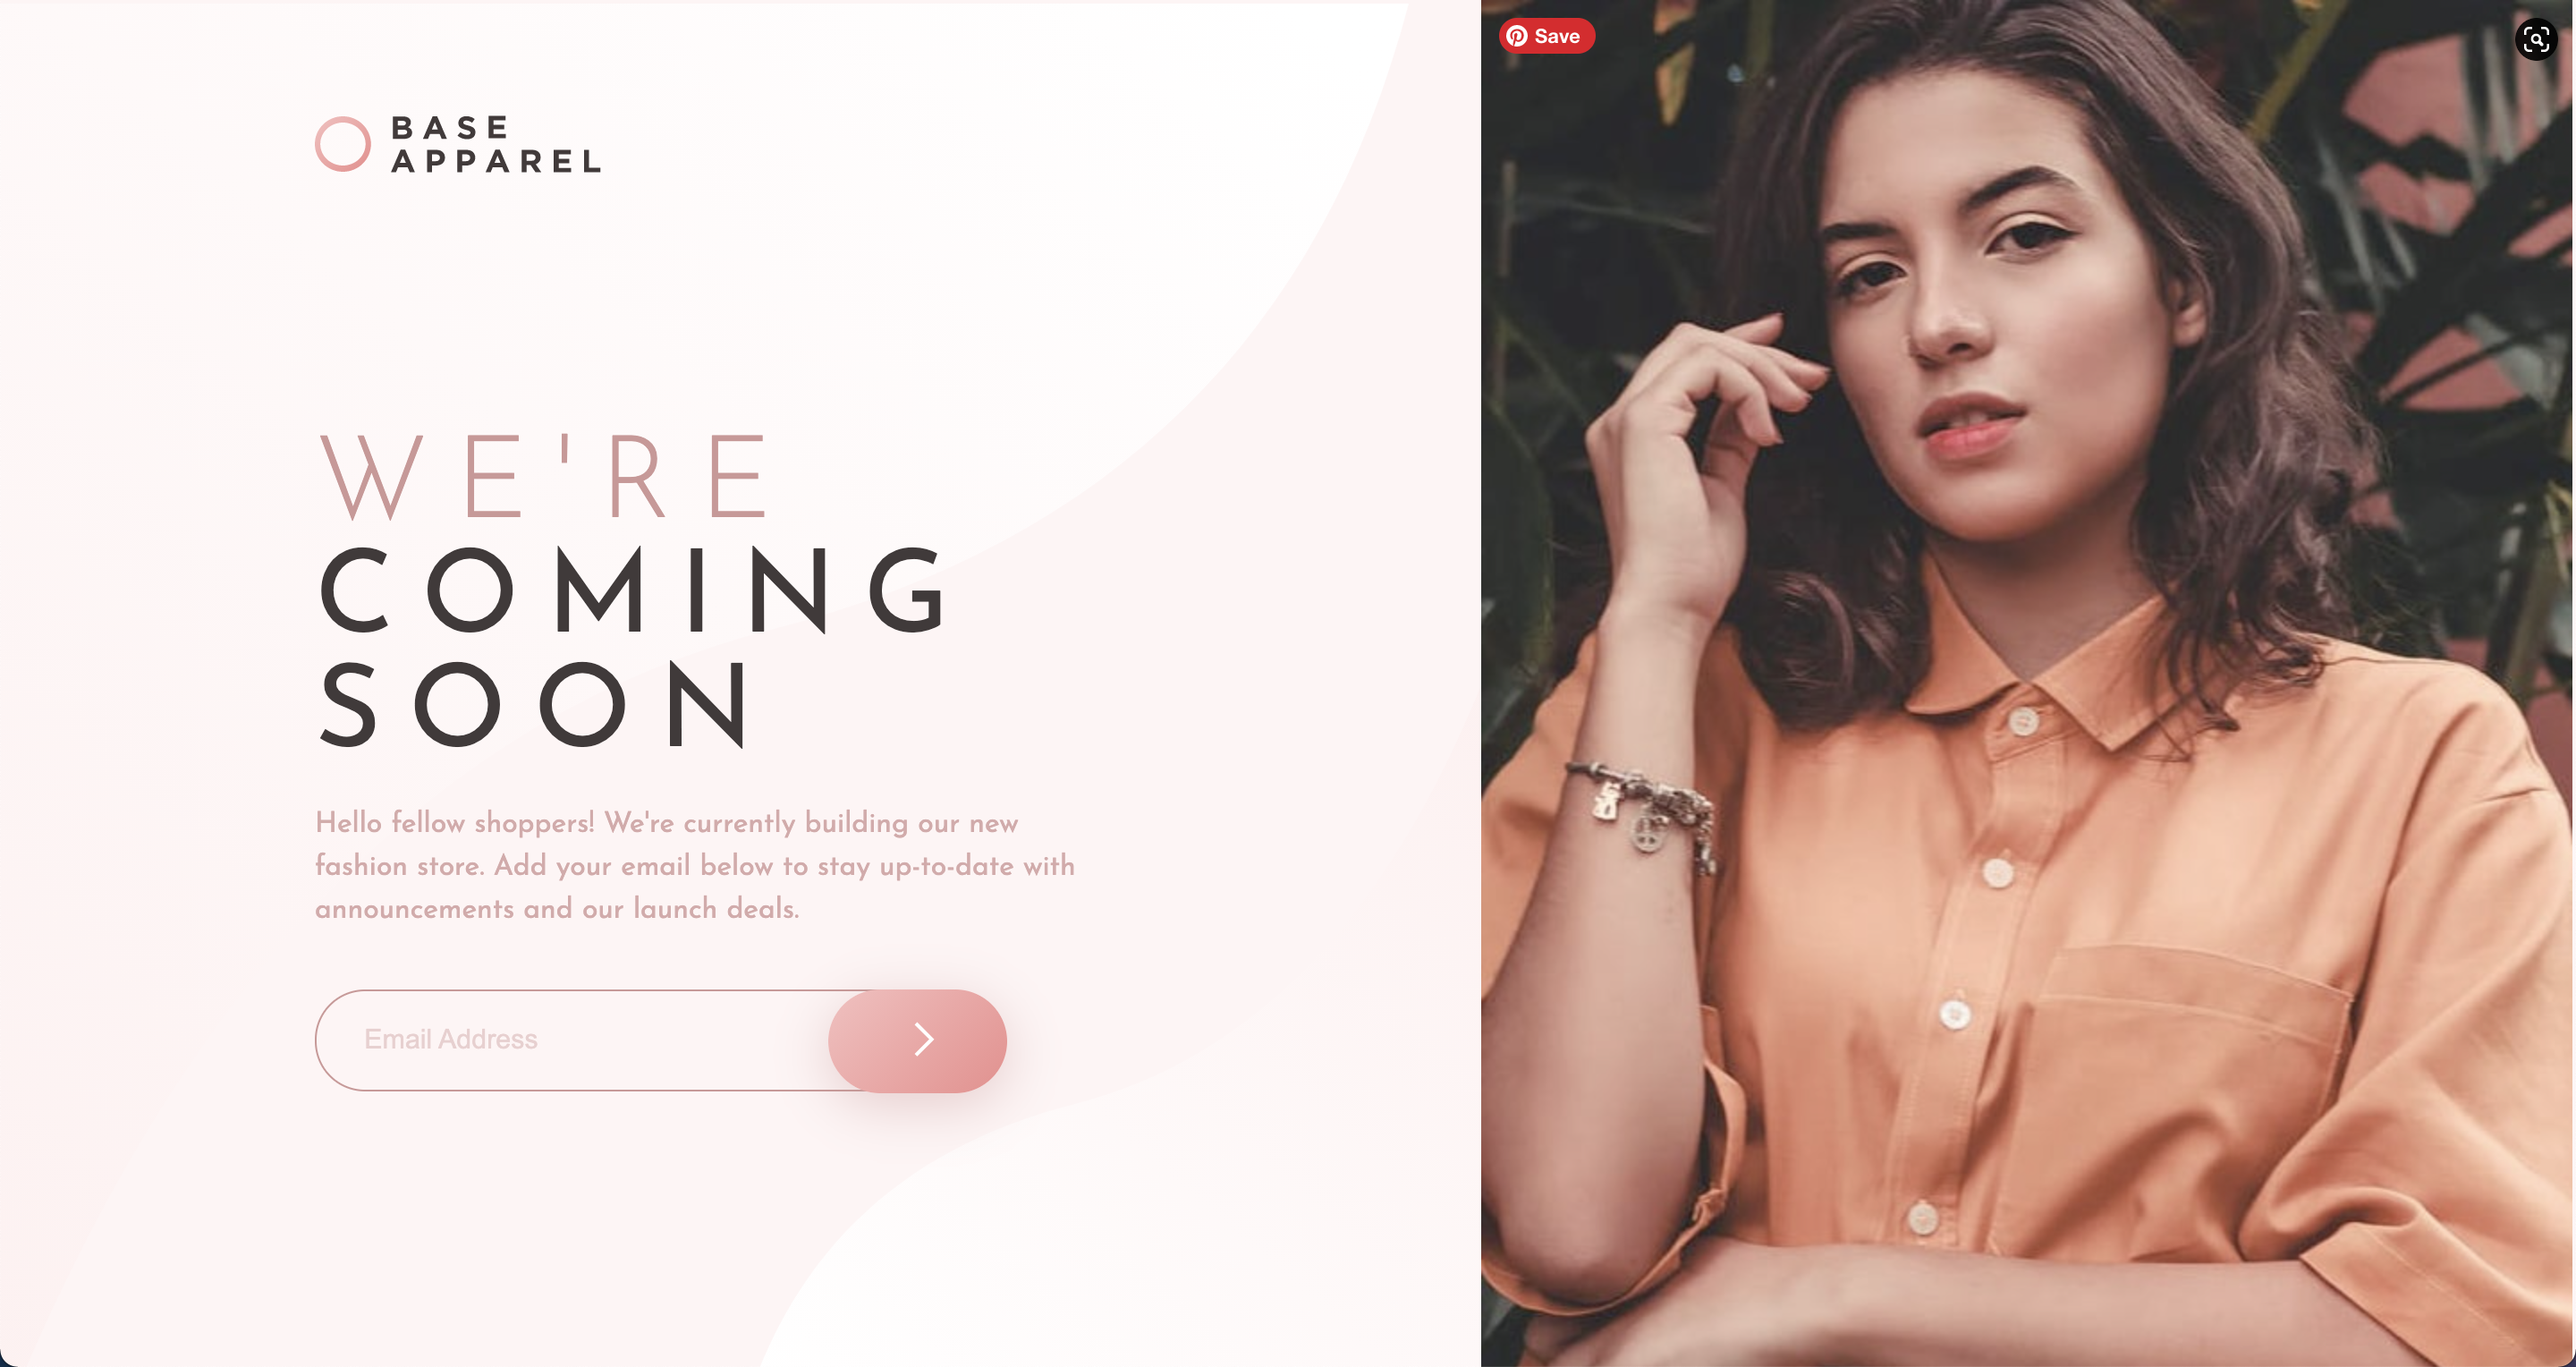 BASE
APPAREL
WE'RE
COMING
SOON
Hello fellow shoppers! We're currently building our new
fashion store. Add your email below to stay up-to-date with
announcements and our launch deals.
Email Address
Save